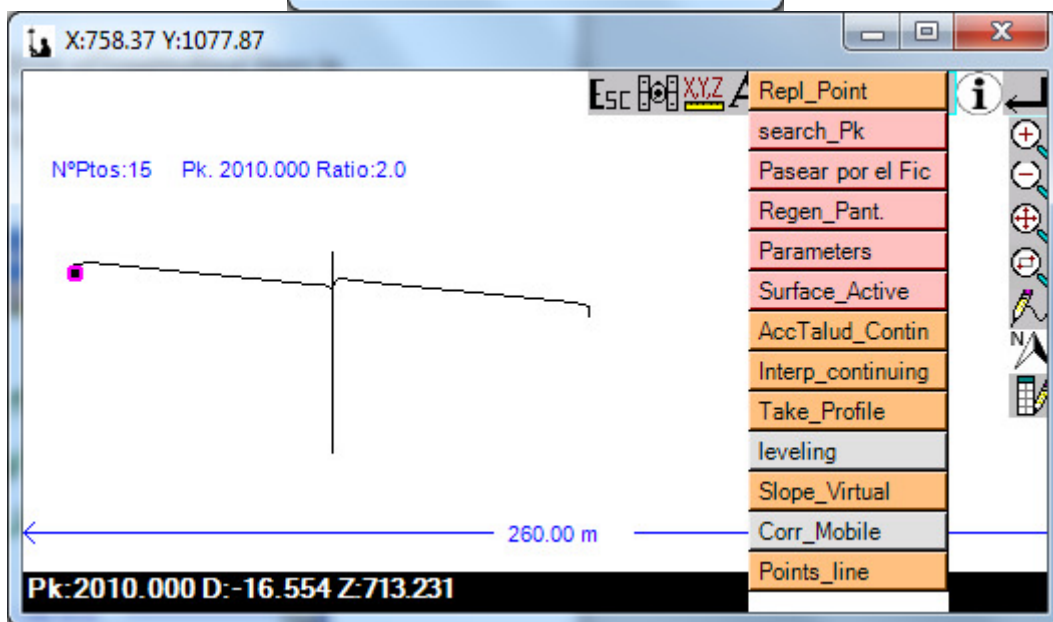 X:758.37 Y:1077.87
Esc X,Y,Z A
NºPtos:15 Pk. 2010.000 Ratio:2.0
Repl_Point
search_Pk
Pasear por el Fic
Regen_Pant.
Parameters
Surface_Active
AccTalud_Contin
Interp_continuing
Take_Profile
leveling
Slope_Virtual
Corr_Mobile
Points_line
i
N
260.00 m
Pk:2010.000 D:-16.554 Z:713.231